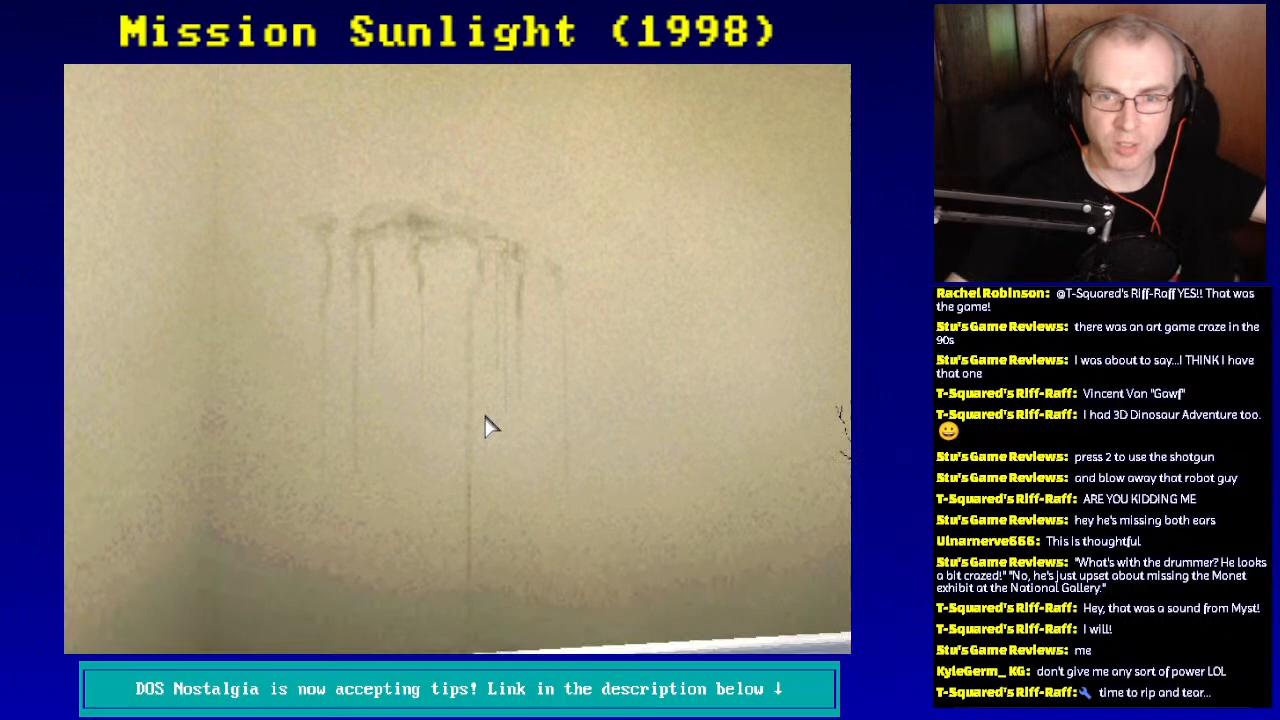 Mission Sunlight (1998)
DOS Nostalgia is now accepting tips! Link in the description below ↓
Rachel Robinson: @T-Squared's Riff-Raff YES!! That was
the game!
Stu's Game Reviews: there was an art game craze in the
90s
Stu's Game Reviews: I was about to say...I THINK I have
that one
T-Squared's Riff-Raff: Vincent Van "Gawf"
T-Squared's Riff-Raff: I had 3D Dinosaur Adventure too.
😀
Stu's Game Reviews: press 2 to use the shotgun
Stu's Game Reviews: and blow away that robot guy
T-Squared's Riff-Raff: ARE YOU KIDDING ME
Stu's Game Reviews: hey he's missing both ears
Ulnarnerve666: This is thoughtful
Stu's Game Reviews: "What's with the drummer? He looks
a bit crazed!" "No, he's just upset about missing the Monet
exhibit at the National Gallery."
T-Squared's Riff-Raff: Hey, that was a sound from Myst!
T-Squared's Riff-Raff: I will!
Stu's Game Reviews: me
KyleGerm_ KG: don't give me any sort of power LOL
T-Squared's Riff-Raff:🔧 time to rip and tear...